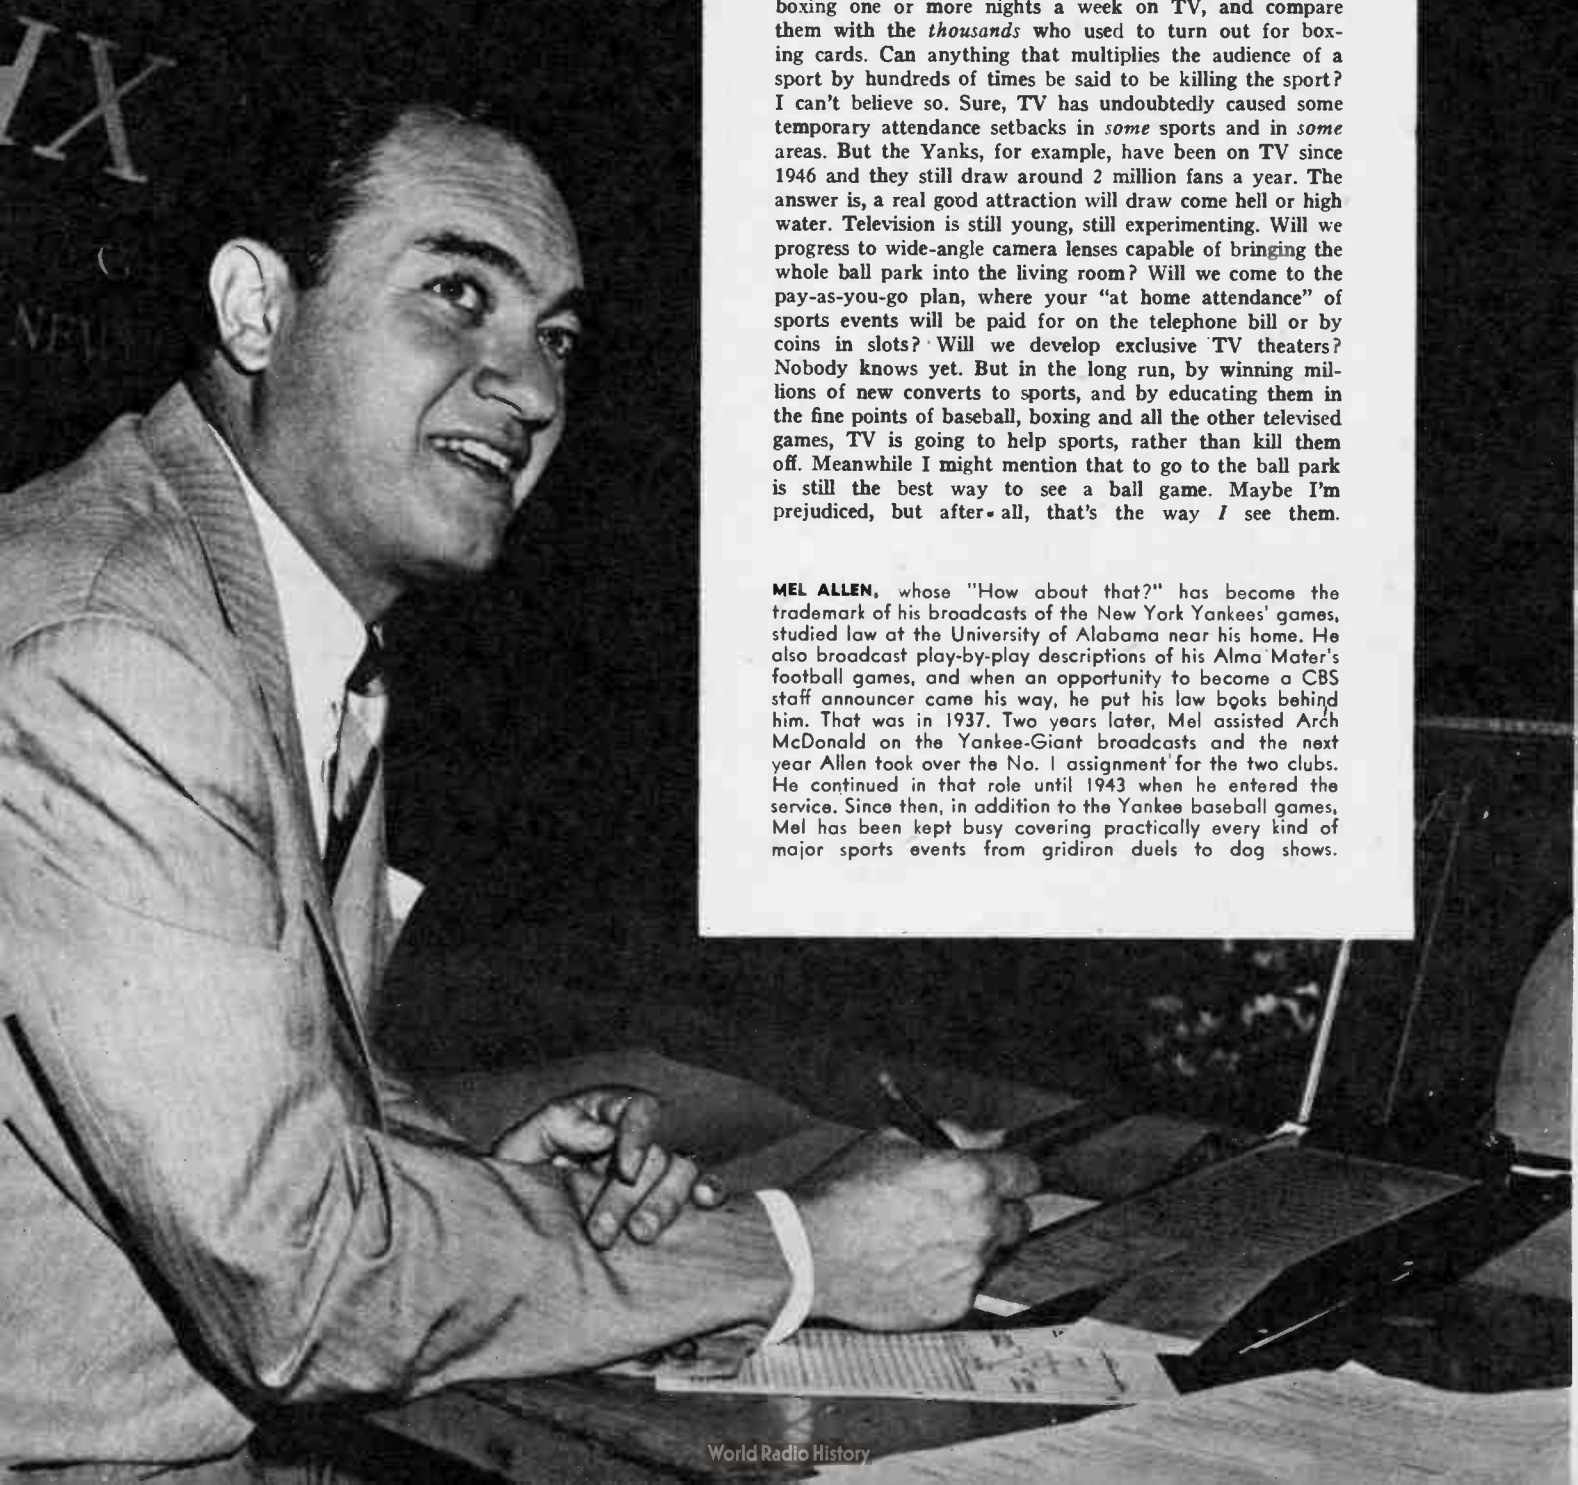 boxing one or more nights a week on TV, and compare
them with the thousands who used to turn out for box-
ing cards. Can anything that multiplies the audience of a
sport by hundreds of times be said to be killing the sport?
I can't believe so. Sure, TV has undoubtedly caused some
temporary attendance setbacks in some sports and in some
areas. But the Yanks, for example, have been on TV since
1946 and they still draw around 2 million fans a year. The
answer is, a real good attraction will draw come hell or high
water. Television is still young, still experimenting. Will we
progress to wide-angle camera lenses capable of bringing the
whole ball park into the living room? Will we come to the
pay-as-you-go plan, where your "at home attendance" of
sports events will be paid for on the telephone bill or by
coins in slots? Will we develop exclusive TV theaters?
Nobody knows yet. But in the long run, by winning mil-
lions of new converts to sports, and by educating them in
the fine points of baseball, boxing and all the other televised
games, TV is going to help sports, rather than kill them
off. Meanwhile I might mention that to go to the ball park
is still the best way to see a ball game. Maybe I'm
prejudiced, but after all, that's the way I see them.
MEL ALLEN, whose "How about that?" has become the
trademark of his broadcasts of the New York Yankees' games,
studied law at the University of Alabama near his home. He
also broadcast play-by-play descriptions of his Alma Mater's
football games, and when an opportunity to become a CBS
staff announcer came his way, he put his law books behind
him. That was in 1937. Two years later, Mel assisted Arch
McDonald on the Yankee-Giant broadcasts and the next
year Allen took over the No. 1 assignment for the two clubs.
He continued in that role until 1943 when he entered the
service. Since then, in addition to the Yankee baseball games,
Mel has been kept busy covering practically every kind of
major sports events from gridiron duels to dog shows.
World Radio History